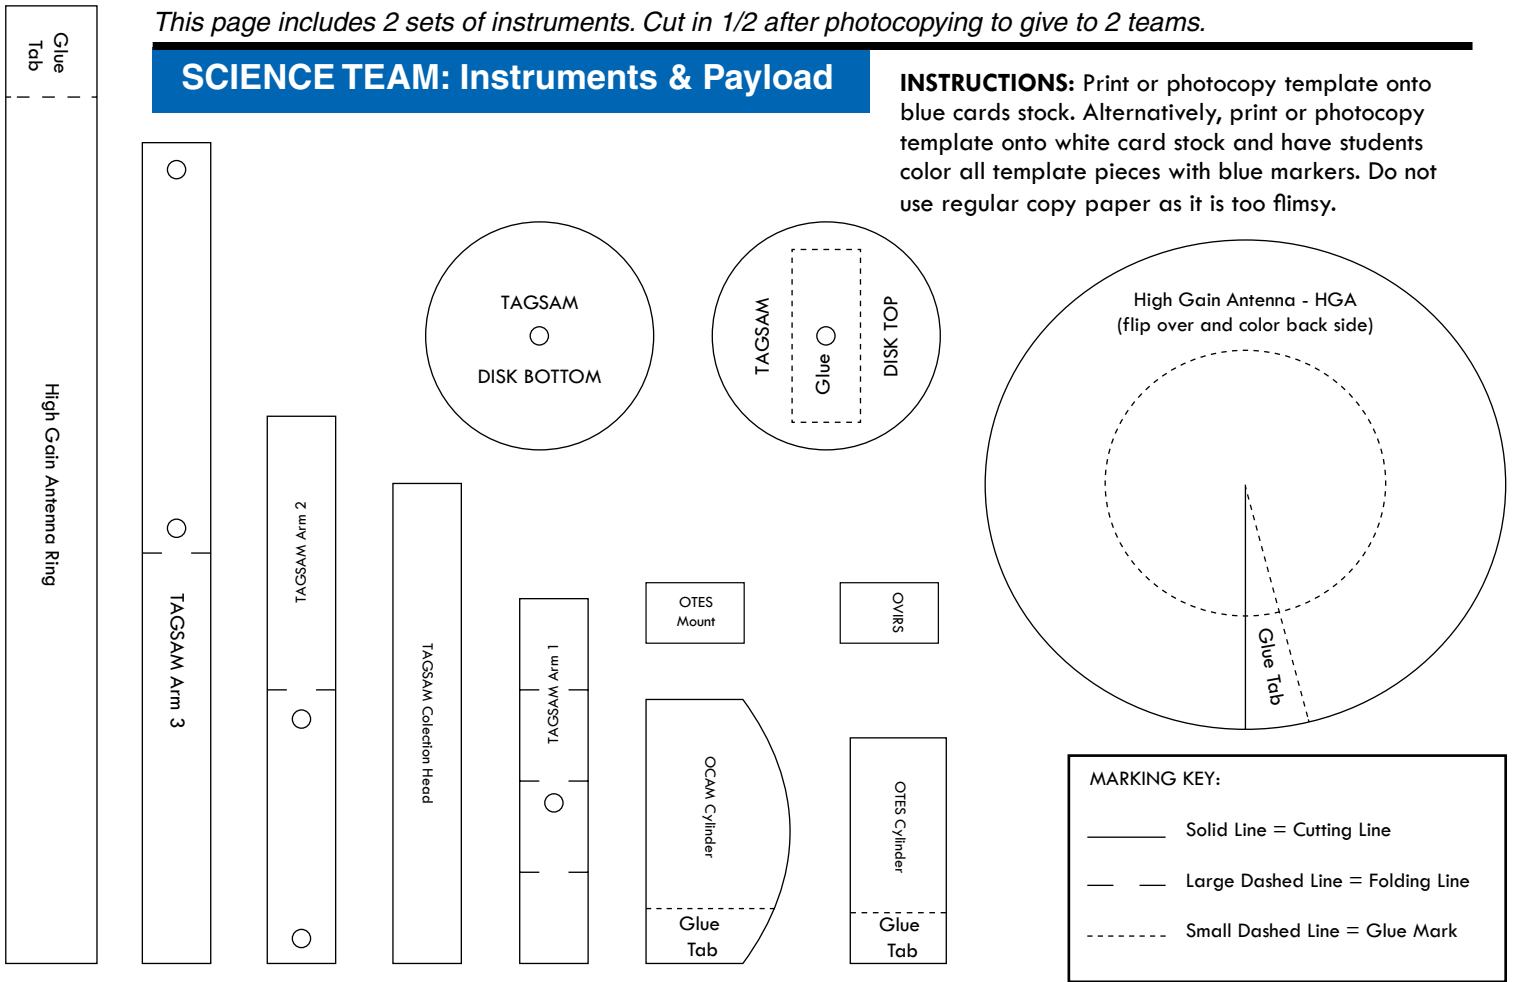 This page includes 2 sets of instruments. Cut in 1/2 after photocopying to give to 2 teams.
SCIENCE TEAM: Instruments & Payload
INSTRUCTIONS: Print or photocopy template onto
blue cards stock. Alternatively, print or photocopy
template onto white card stock and have students
color all template pieces with blue markers. Do not
use regular copy paper as it is too flimsy.
Glue
Tab
High Gain Antenna Ring
TAGSAM Arm 3
TAGSAM Arm 2
TAGSAM Colection Head
TAGSAM Arm 1
TAGSAM
DISK BOTTOM
TAGSAM
Glue
DISK TOP
High Gain Antenna - HGA
(flip over and color back side)
Glue Tab
OTES
Mount
OVIRS
OCAM Cylinder
Glue
Tab
OTES Cylinder
Glue
Tab
MARKING KEY:
Solid Line = Cutting Line
Large Dashed Line = Folding Line
Small Dashed Line = Glue Mark